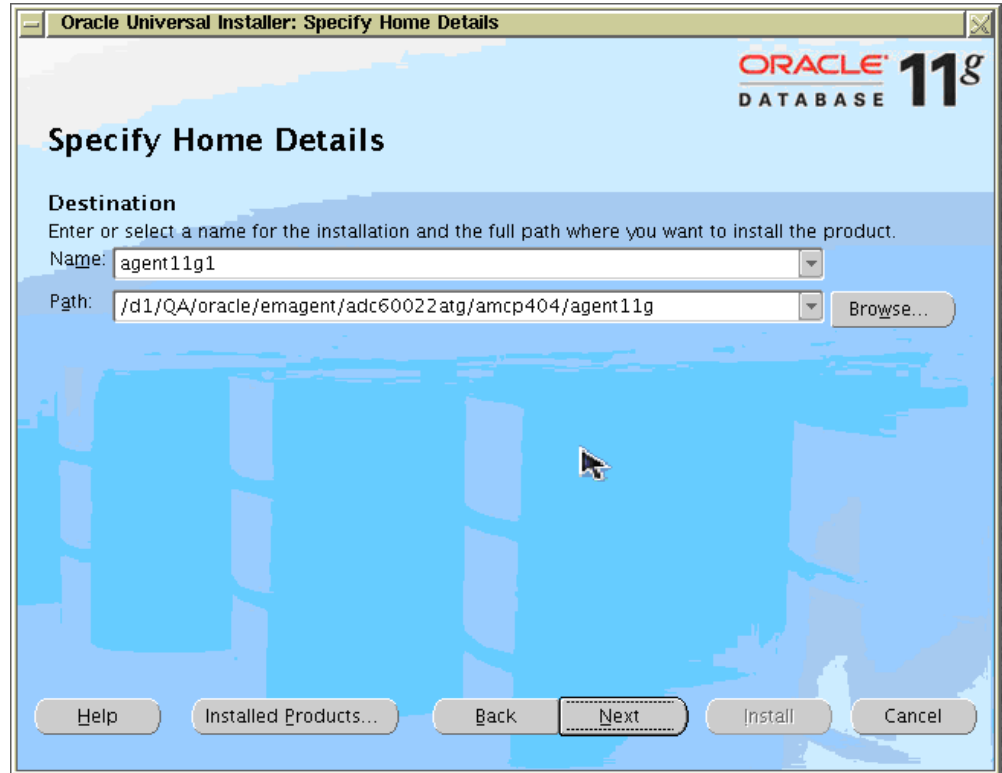 Oracle Universal Installer: Specify Home Details
ORACLE 11g
DATABASE
Specify Home Details
Destination
Enter or select a name for the installation and the full path where you want to install the product.
Name: agent11g1
Path: /d1/QA/oracle/emagent/adc60022atg/amcp404/agent11g Browse...
Help Installed Products... Back Next Install Cancel